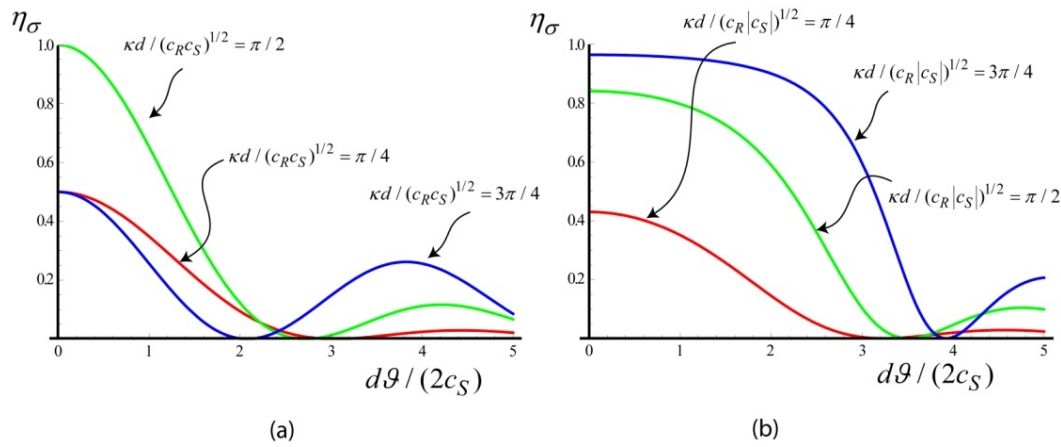 η_σ
κd / (c_R c_S)^{1/2} = π / 2
κd / (c_R c_S)^{1/2} = π / 4
κd / (c_R c_S)^{1/2} = 3π / 4
1.0
0.8
0.6
0.4
0.2
0 1 2 3 4 5
dϑ / (2c_S)
(a)
η_σ
κd / (c_R |c_S|)^{1/2} = π / 4
κd / (c_R |c_S|)^{1/2} = 3π / 4
κd / (c_R |c_S|)^{1/2} = π / 2
1.0
0.8
0.6
0.4
0.2
0 1 2 3 4 5
dϑ / (2c_S)
(b)